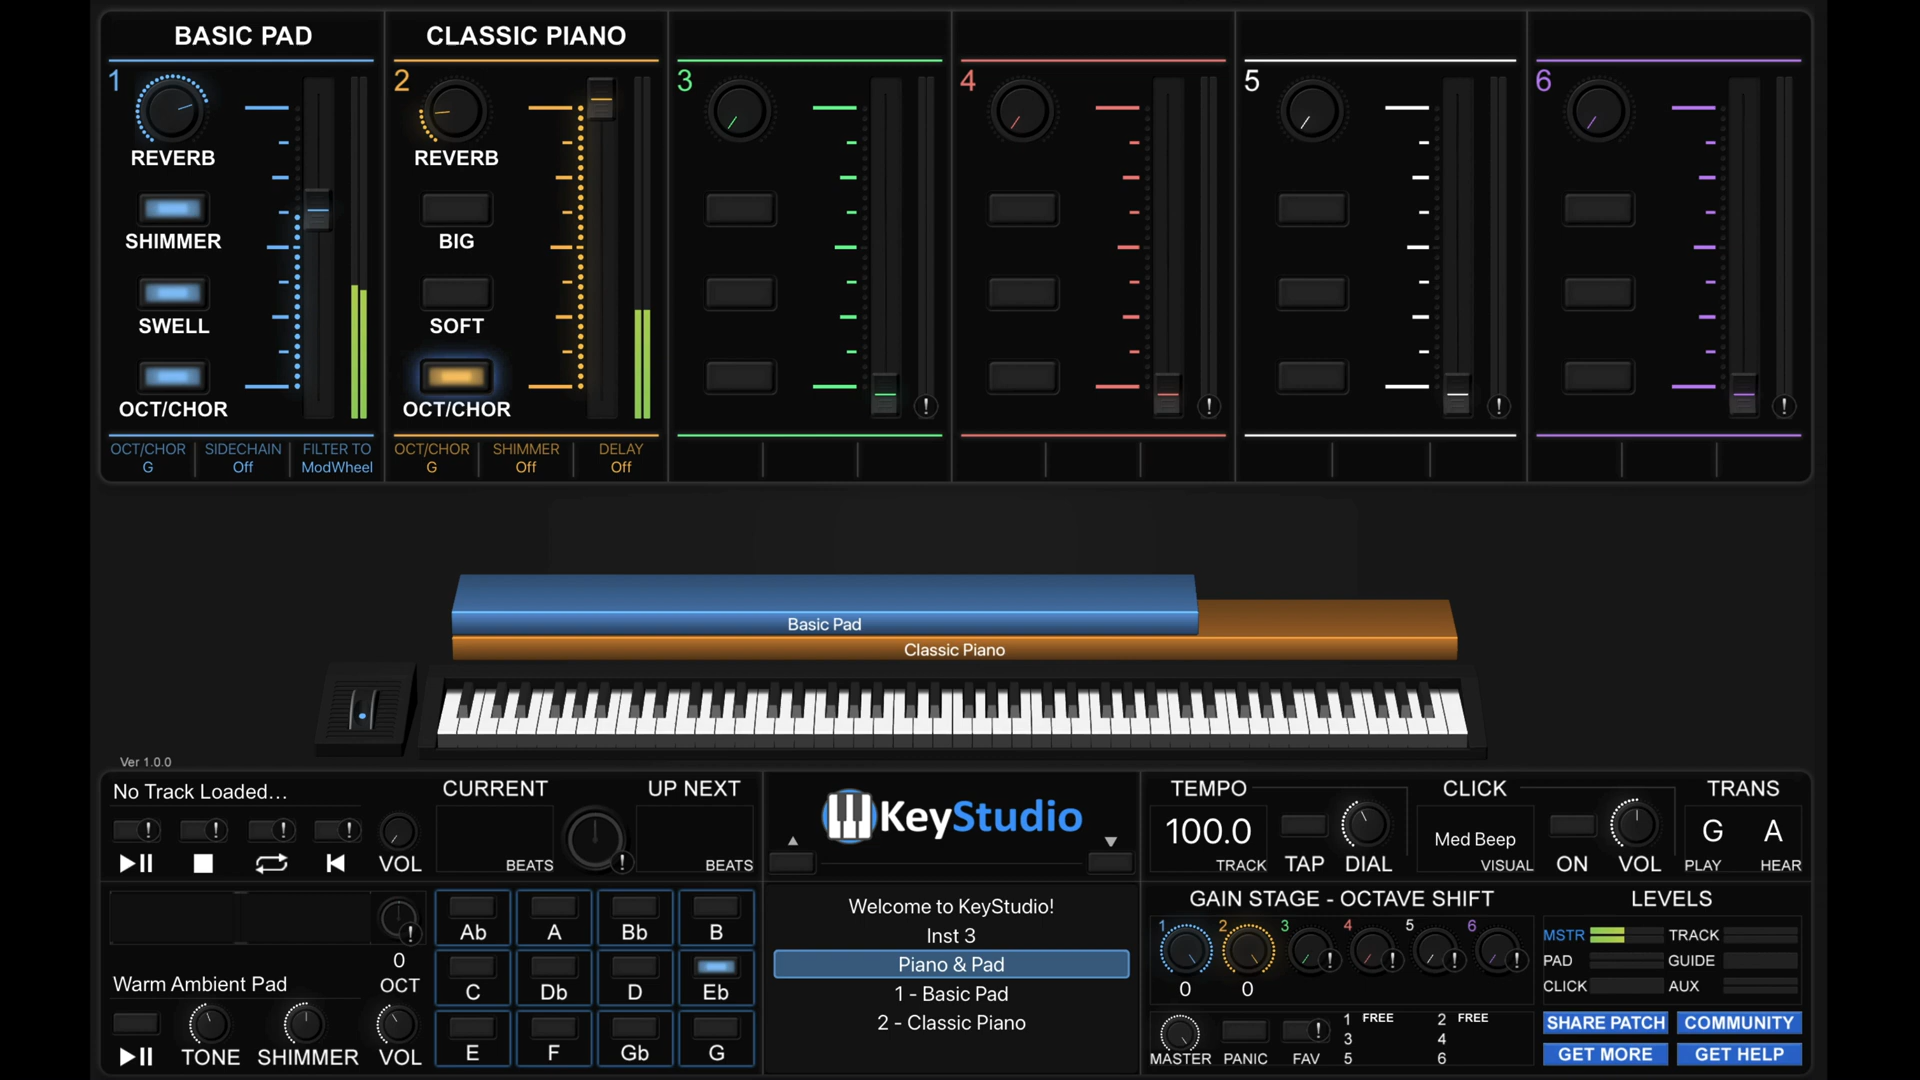 BASIC PAD
CLASSIC PIANO
1
2
3
4
5
6
REVERB
REVERB
SHIMMER
BIG
SWELL
SOFT
OCT/CHOR
OCT/CHOR
! ! ! !
OCT/CHOR SIDECHAIN FILTER TO
G Off ModWheel
OCT/CHOR SHIMMER DELAY
G Off Off
Basic Pad
Classic Piano
Ver 1.0.0
No Track Loaded...
! ! ! !
VOL
CURRENT
BEATS
!
UP NEXT
BEATS
KeyStudio
TEMPO
100.0
TRACK
TAP
DIAL
CLICK
Med Beep
VISUAL
ON
VOL
TRANS
G A
PLAY HEAR
!
0
OCT
Warm Ambient Pad
TONE
SHIMMER
VOL
Ab A Bb B
C Db D Eb
E F Gb G
Welcome to KeyStudio!
Inst 3
Piano & Pad
1 - Basic Pad
2 - Classic Piano
GAIN STAGE - OCTAVE SHIFT
1 2 3 4 5 6
! ! ! !
0 0
LEVELS
MSTR TRACK
PAD GUIDE
CLICK AUX
MASTER
PANIC
!
FAV
1 FREE 2 FREE
3 4
5 6
SHARE PATCH
COMMUNITY
GET MORE
GET HELP